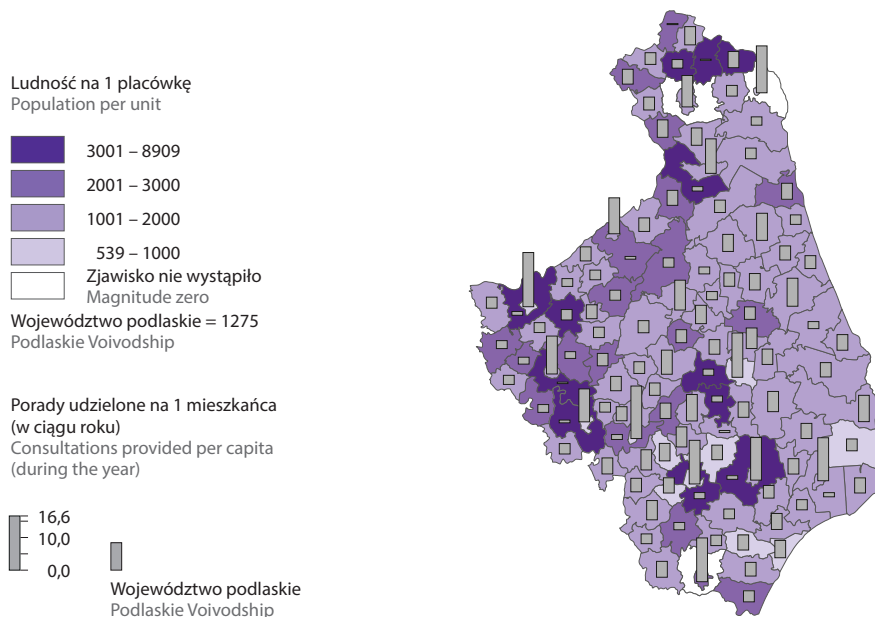 Ludność na 1 placówkę
Population per unit
3001 – 8909
2001 – 3000
1001 – 2000
539 – 1000
Zjawisko nie wystąpiło
Magnitude zero
Województwo podlaskie = 1275
Podlaskie Voivodship
Porady udzielone na 1 mieszkańca
(w ciągu roku)
Consultations provided per capita
(during the year)
16,6
10,0
0,0
Województwo podlaskie
Podlaskie Voivodship